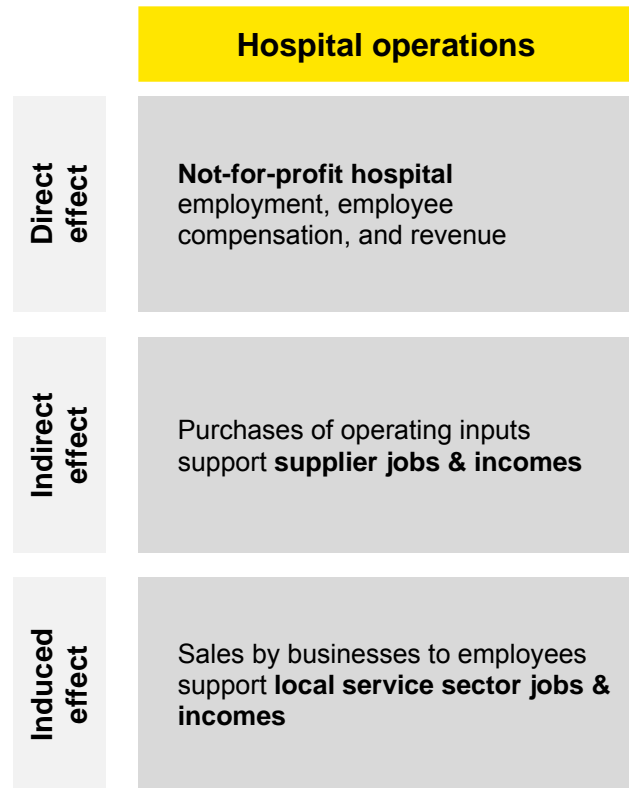 Hospital operations
Direct
effect
Not-for-profit hospital
employment, employee
compensation, and revenue
Indirect
effect
Purchases of operating inputs
support supplier jobs & incomes
Induced
effect
Sales by businesses to employees
support local service sector jobs &
incomes